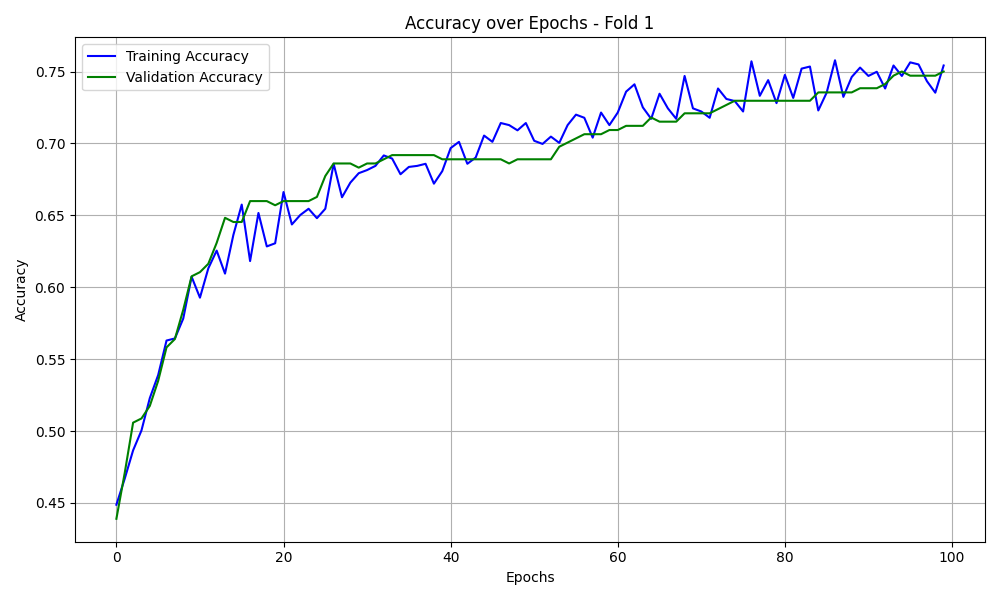 Accuracy over Epochs - Fold 1
Training Accuracy
Validation Accuracy
Accuracy
0.75
0.70
0.65
0.60
0.55
0.50
0.45
0 20 40 60 80 100
Epochs